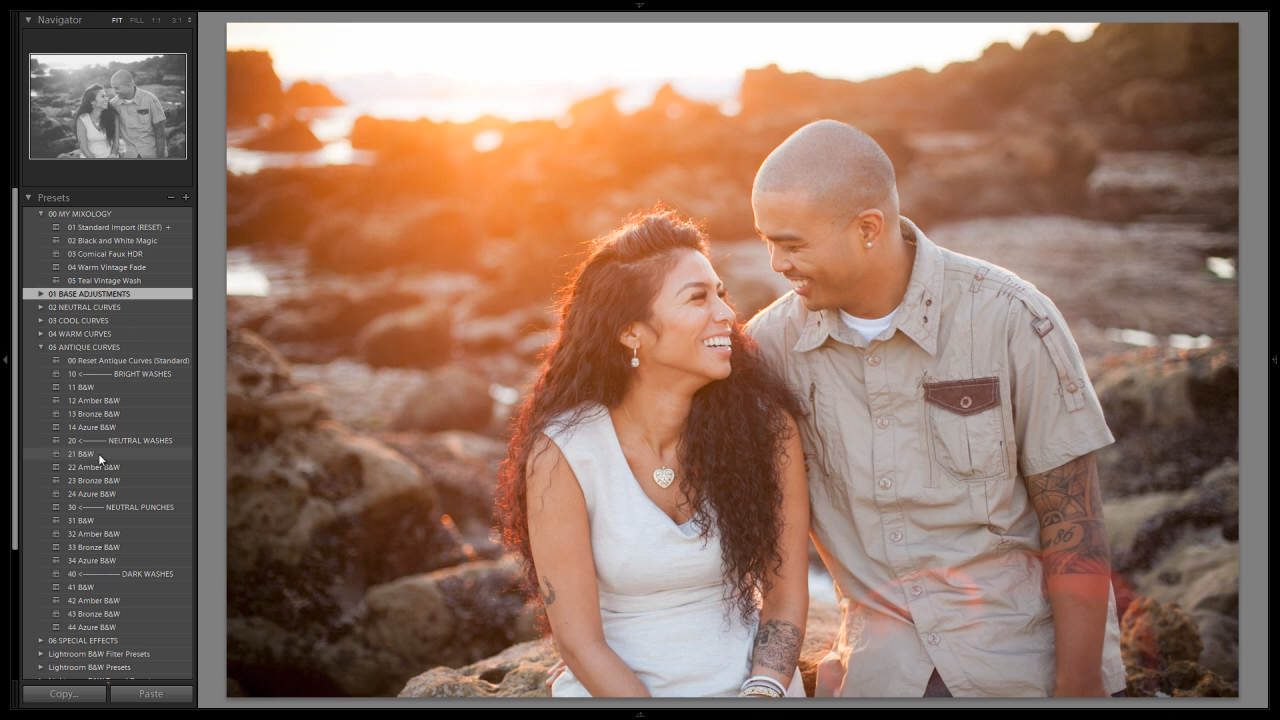 Navigator
FIT FILL 1:1 3:1
Presets
00 MY MIXOLOGY
01 Standard Import (RESET) +
02 Black and White Magic
03 Comical Faux HDR
04 Warm Vintage Fade
05 Teal Vintage Wash
01 BASE ADJUSTMENTS
02 NEUTRAL CURVES
03 COOL CURVES
04 WARM CURVES
05 ANTIQUE CURVES
00 Reset Antique Curves (Standard)
10 <------------ BRIGHT WASHES
11 B&W
12 Amber B&W
13 Bronze B&W
14 Azure B&W
20 <--------- NEUTRAL WASHES
21 B&W
22 Amber B&W
23 Bronze B&W
24 Azure B&W
30 <-------- NEUTRAL PUNCHES
31 B&W
32 Amber B&W
33 Bronze B&W
34 Azure B&W
40 <-------------- DARK WASHES
41 B&W
42 Amber B&W
43 Bronze B&W
44 Azure B&W
06 SPECIAL EFFECTS
Lightroom B&W Filter Presets
Lightroom B&W Presets
Copy... Paste
86